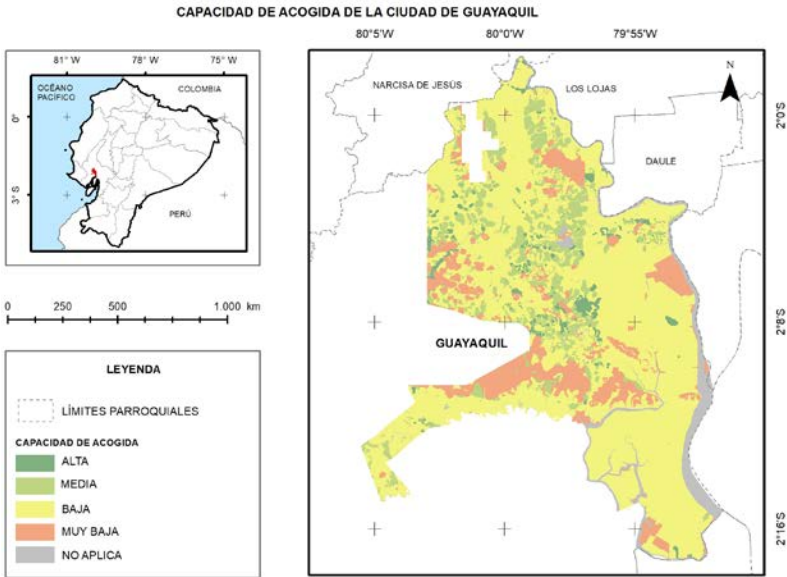 CAPACIDAD DE ACOGIDA DE LA CIUDAD DE GUAYAQUIL
81°W 78°W 75°W
OCÉANO
PACÍFICO
COLOMBIA
0°
3°S
PERÚ
0 250 500 1.000 km
LEYENDA
LÍMITES PARROQUIALES
CAPACIDAD DE ACOGIDA
ALTA
MEDIA
BAJA
MUY BAJA
NO APLICA
80°5'W 80°0'W 79°55'W
NARCISA DE JESÚS
LOS LOJAS
N
DAULE
GUAYAQUIL
2°0'S
2°8'S
2°16'S